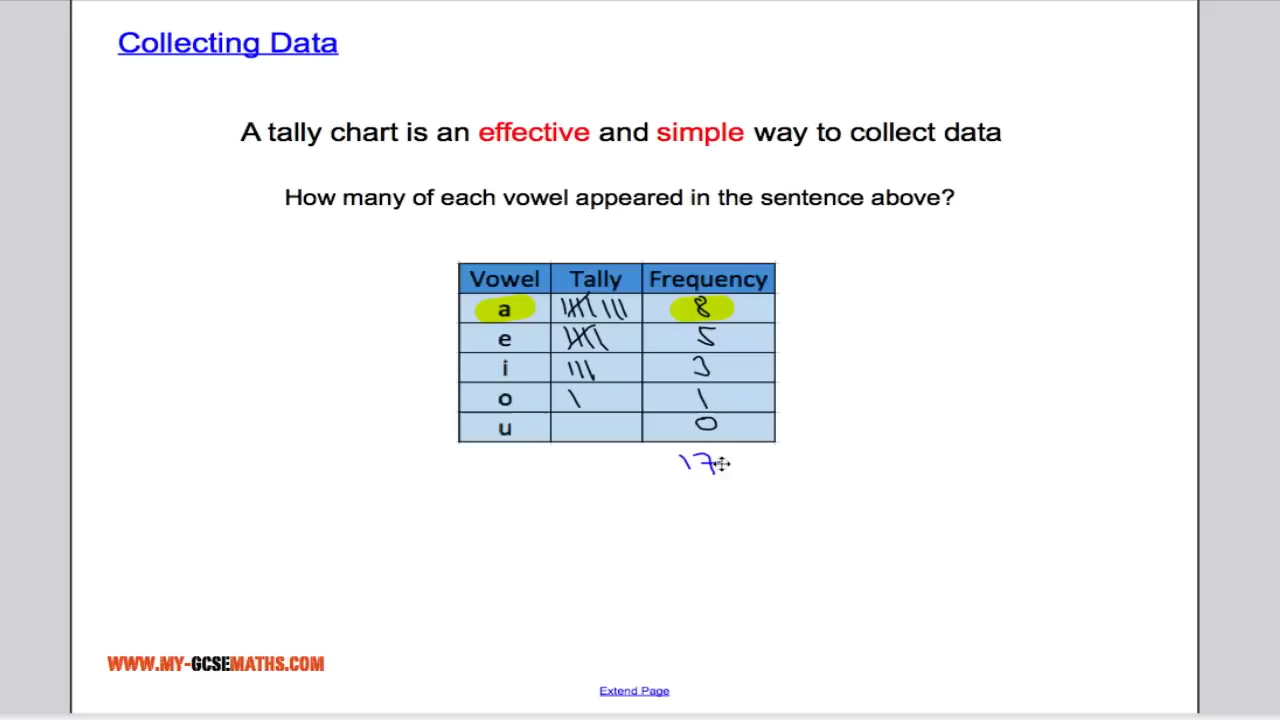 Collecting Data
A tally chart is an effective and simple way to collect data
How many of each vowel appeared in the sentence above?
Vowel Tally Frequency
a 8
e 5
i 3
o 1
u 0
17
WWW.MY-GCSEMATHS.COM
Extend Page